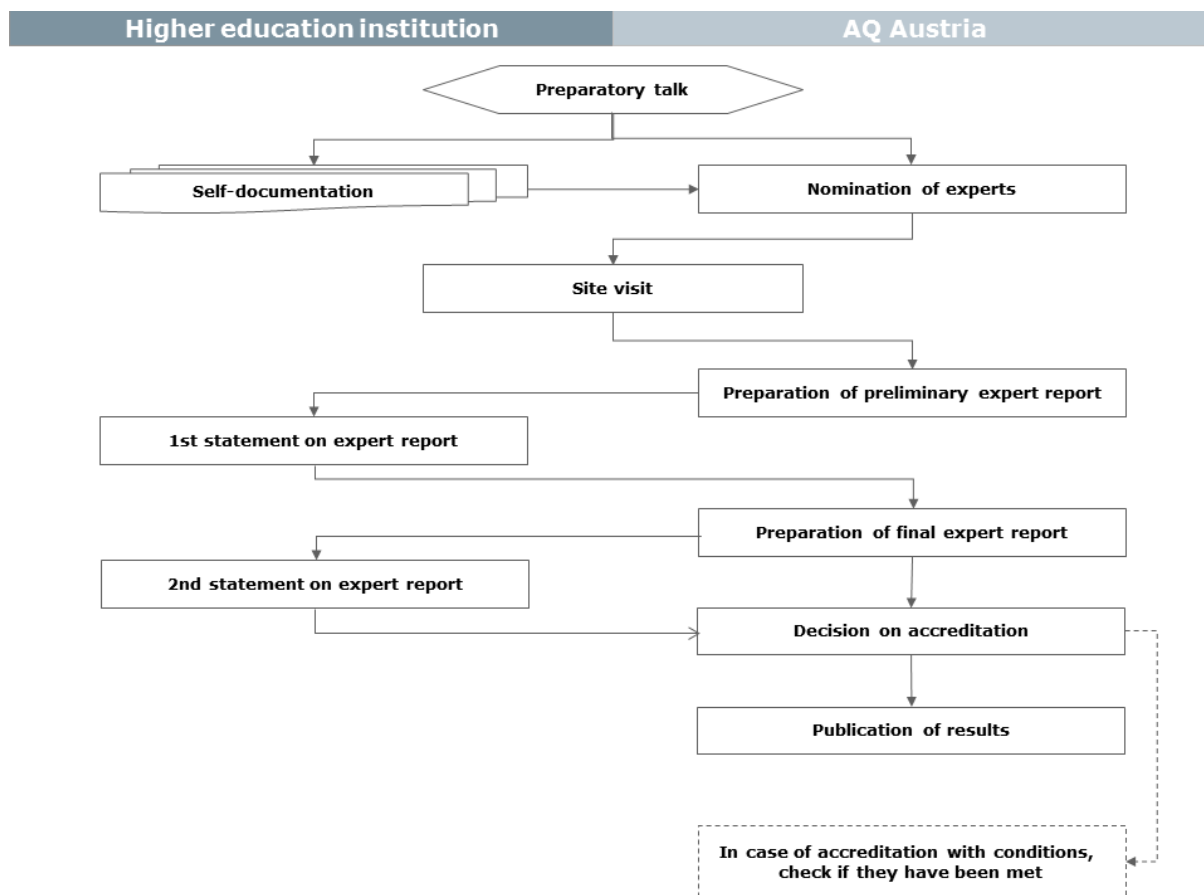 Higher education institution
AQ Austria
Preparatory talk
Self-documentation
Nomination of experts
Site visit
Preparation of preliminary expert report
1st statement on expert report
Preparation of final expert report
2nd statement on expert report
Decision on accreditation
Publication of results
In case of accreditation with conditions,
check if they have been met